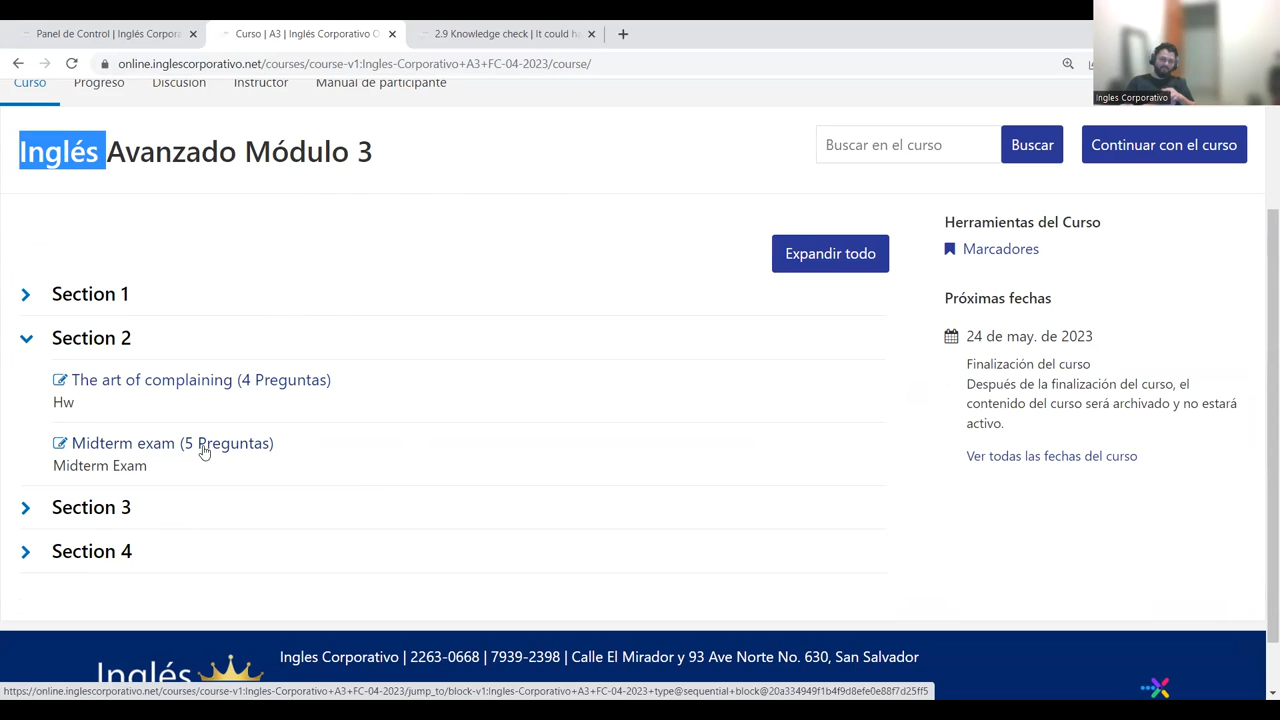 Panel de Control | Inglés Corpora
Curso | A3 | Inglés Corporativo O
2.9 Knowledge check | It could ha
online.inglescorporativo.net/courses/course-v1:Ingles-Corporativo+A3+FC-04-2023/course/
Ingles Corporativo
Curso
Progreso
Discusión
Instructor
Manual de participante
Inglés Avanzado Módulo 3
Buscar en el curso
Buscar
Continuar con el curso
Expandir todo
Section 1
Section 2
The art of complaining (4 Preguntas)
Hw
Midterm exam (5 Preguntas)
Midterm Exam
Section 3
Section 4
Herramientas del Curso
Marcadores
Próximas fechas
24 de may. de 2023
Finalización del curso
Después de la finalización del curso, el
contenido del curso será archivado y no estará
activo.
Ver todas las fechas del curso
Inglés
Ingles Corporativo | 2263-0668 | 7939-2398 | Calle El Mirador y 93 Ave Norte No. 630, San Salvador
https://online.inglescorporativo.net/courses/course-v1:Ingles-Corporativo+A3+FC-04-2023/jump_to/block-v1:Ingles-Corporativo+A3+FC-04-2023+type@sequential+block@20a334949f1b4f9d8efe0e88f7d25ff5